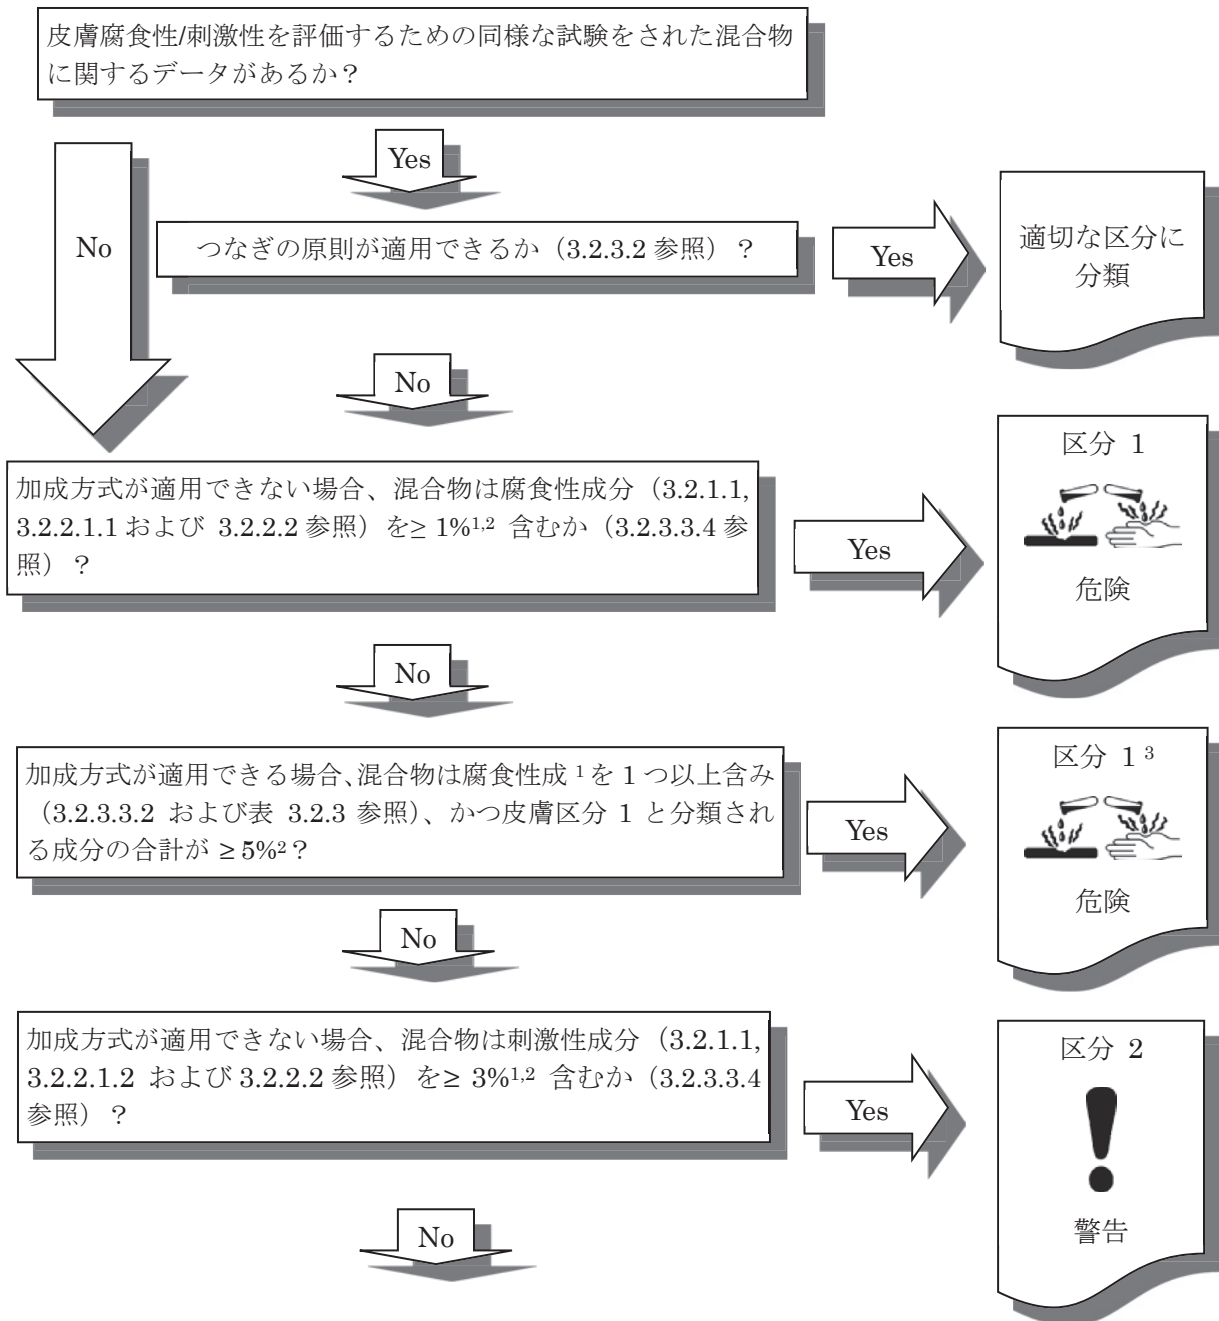 皮膚腐食性/刺激性を評価するための同様な試験をされた混合物
に関するデータがあるか？
Yes
No
つなぎの原則が適用できるか（3.2.3.2 参照）？
Yes
適切な区分に
分類
No
加成方式が適用できない場合、混合物は腐食性成分（3.2.1.1,
3.2.2.1.1 および 3.2.2.2 参照）を≥ 1%¹,² 含むか（3.2.3.3.4 参
照）？
Yes
区分 1
危険
No
加成方式が適用できる場合、混合物は腐食性成 ¹ を 1 つ以上含み
（3.2.3.3.2 および表 3.2.3 参照）、かつ皮膚区分 1 と分類され
る成分の合計が ≥ 5%²？
Yes
区分 1 ³
危険
No
加成方式が適用できない場合、混合物は刺激性成分（3.2.1.1,
3.2.2.1.2 および 3.2.2.2 参照）を≥ 3%¹,² 含むか（3.2.3.3.4
参照）？
Yes
区分 2
警告
No